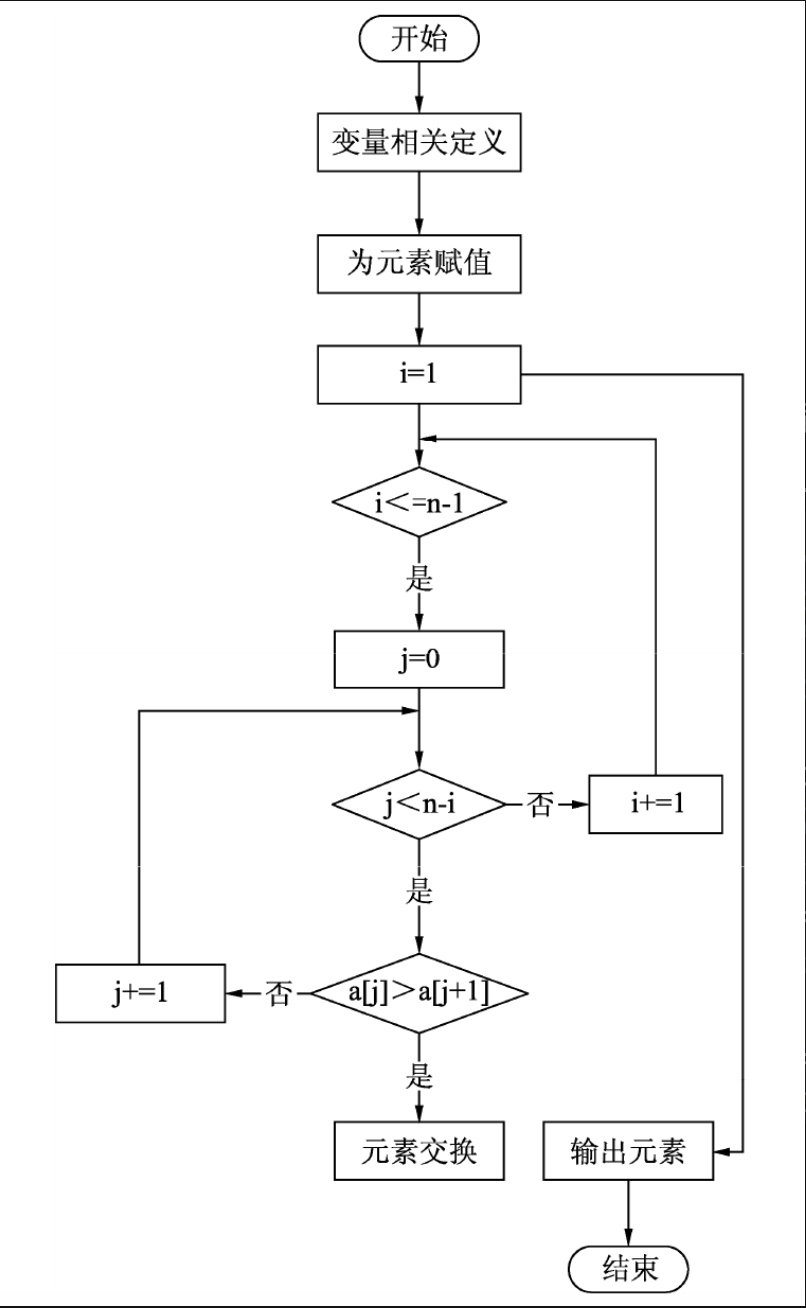 开始
变量相关定义
为元素赋值
i=1
i<=n-1
是
j=0
j<n-i
否
i+=1
是
j+=1
否
a[j]>a[j+1]
是
元素交换
输出元素
结束